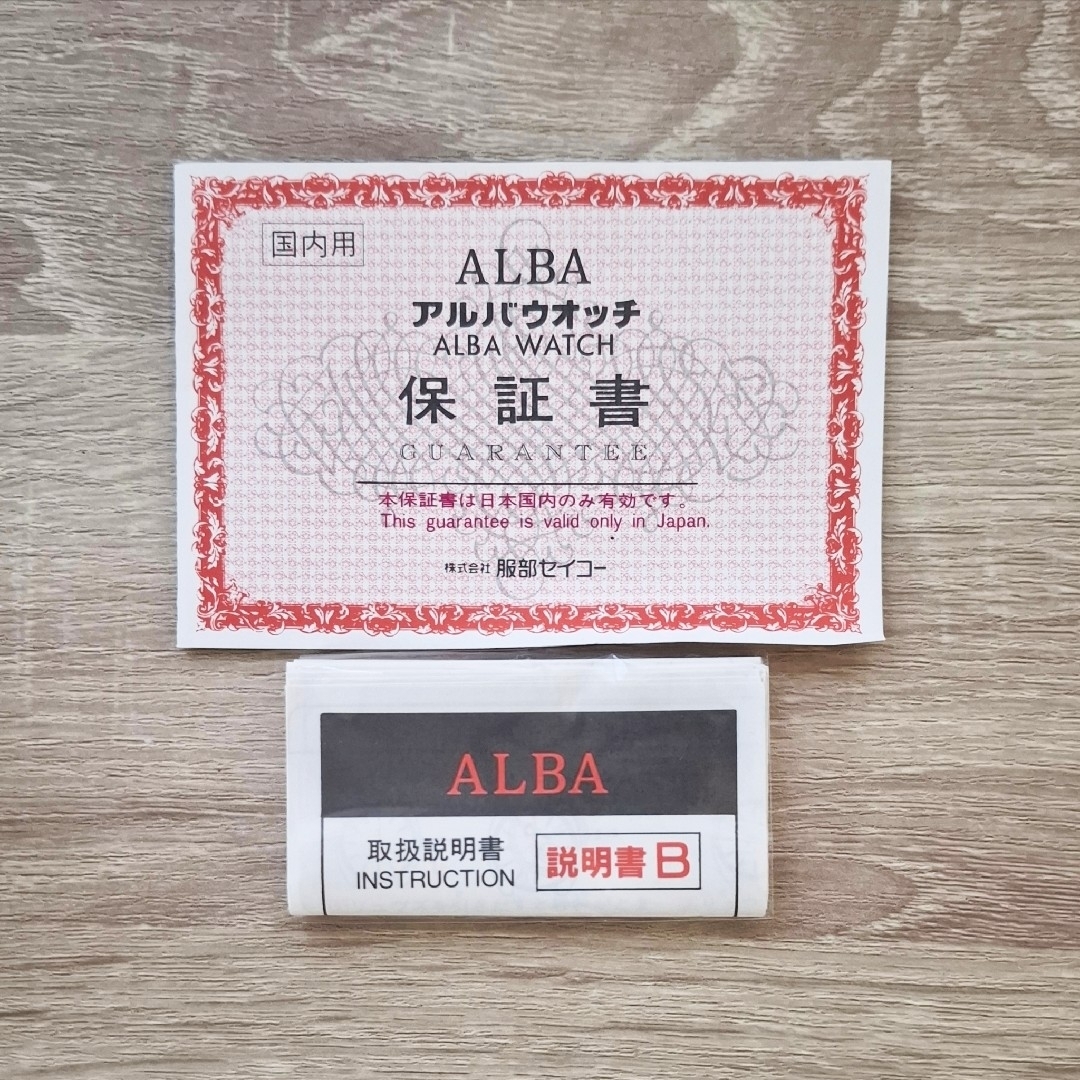 国内用
ALBA
アルバウオッチ
ALBA WATCH
保証書
GUARANTEE
本保証書は日本国内のみ有効です。
This guarantee is valid only in Japan.
株式会社 服部セイコー
ALBA
取扱説明書
INSTRUCTION
説明書 B